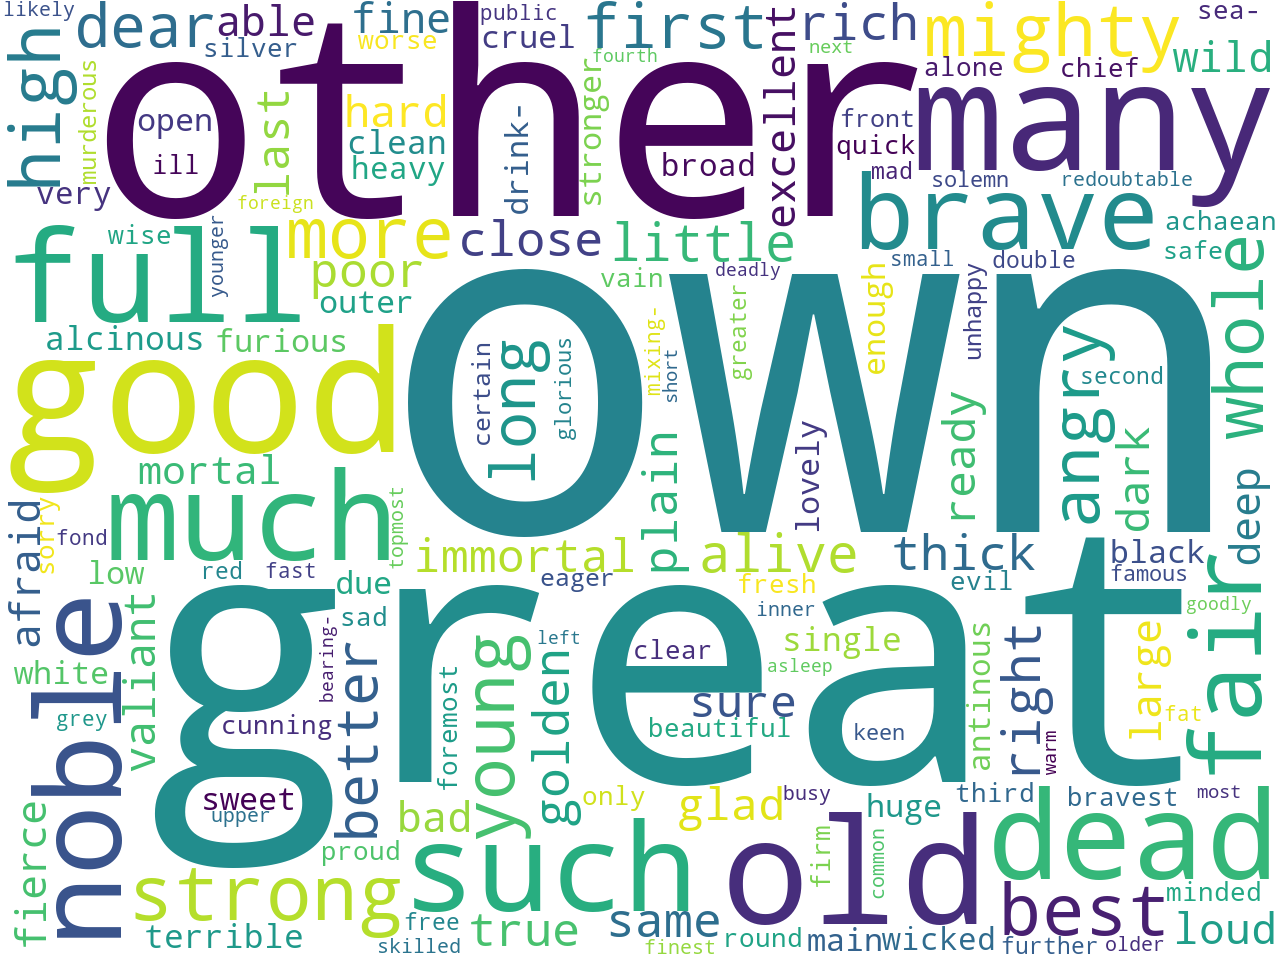 likely
dear
able
fine
public
cruel
first
rich
sea-
high
silver
worse
fourth
excellent
next
mighty
wild
other
alone
chief
many
murderous
last
hard
open
clean
drink-
stronger
front
quick
ill
heavy
broad
mad
solemn
redoubtable
very
foreign
brave
achaean
full
wise
younger
more
close
little
safe
small
double
poor
outer
vain
deadly
enough
unhappy
whole
own
alcinous
furious
greater
mixing-
short
good
certain
long
glorious
angry
second
lovely
ready
dark
plain
mortal
much
topmost
afraid
sorry
fond
immortal
alive
thick
black
deep
low
red
fast
due
eager
fresh
evil
famous
fair
goodly
noble
great
valiant
sad
bearing-
inner
left
young
golden
clear
single
asleep
antinous
right
large
white
grey
cunning
better
foremost
sure
beautiful
keen
warm
fat
sweet
upper
bad
only
glad
busy
huge
third
bravest
most
fierce
proud
such
old
firm
common
dead
strong
free
true
same
best
minded
terrible
skilled
finest
round
main
wicked
further
older
loud